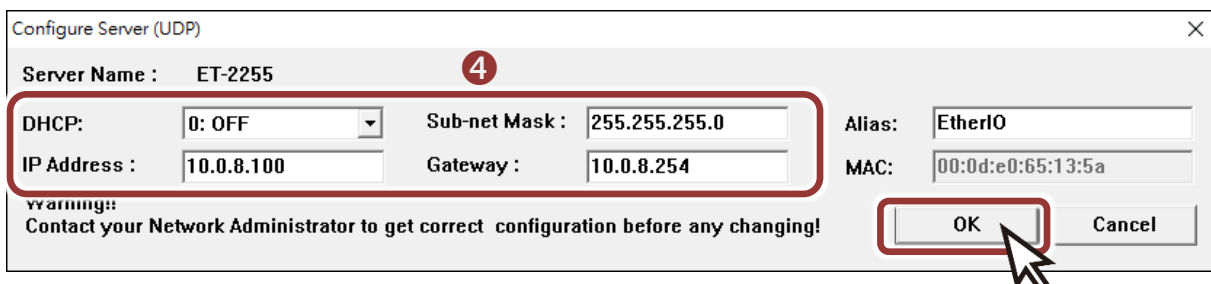 Configure Server (UDP)
Server Name : ET-2255 4
DHCP: 0: OFF Sub-net Mask : 255.255.255.0 Alias: EtherIO
IP Address : 10.0.8.100 Gateway : 10.0.8.254 MAC: 00:0d:e0:65:13:5a
Warning!!
Contact your Network Administrator to get correct configuration before any changing!
OK Cancel